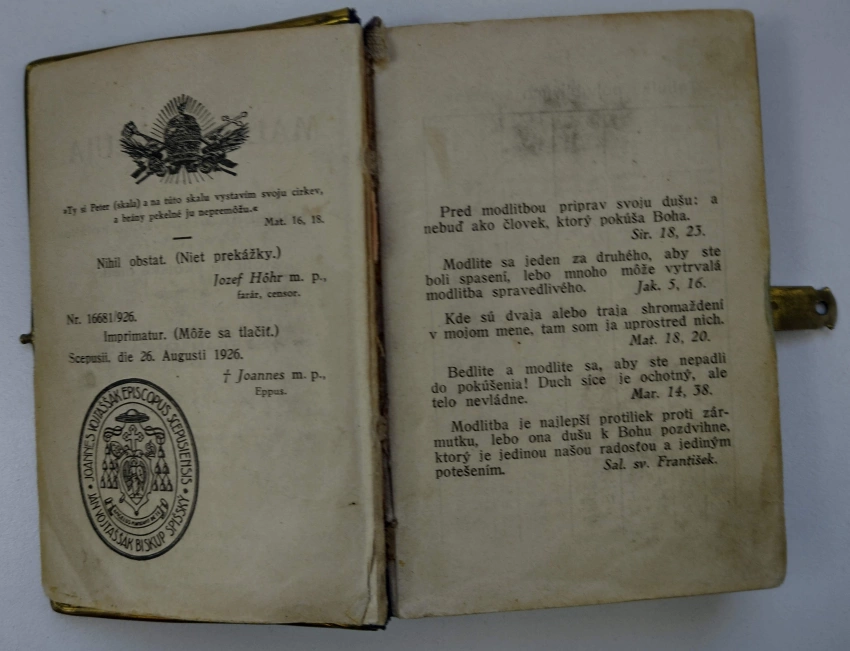 »Ty si Peter (skala) a na túto skalu vystavím svoju cirkev,
a brány pekelné ju nepremôžu.«
Mat. 16, 18.
Nihil obstat. (Niet prekážky.)
Jozef Höhr m. p.,
farár, censor.
Nr. 16681/926.
Imprimatur. (Môže sa tlačiť.)
Scepusii. die 26. Augusti 1926.
† Joannes m. p.,
Eppus.
JOANNES VOJTAŠŠÁK EPISCOPUS SCEPUSIENSIS
JÁN VOJTAŠŠÁK BISKUP SPIŠSKÝ
Pred modlitbou priprav svoju dušu: a
nebuď ako človek, ktorý pokúša Boha.
Sir. 18, 23.
Modlite sa jeden za druhého, aby ste
boli spasení, lebo mnoho môže vytrvalá
modlitba spravedlivého. Jak. 5, 16.
Kde sú dvaja alebo traja shromaždení
v mojom mene, tam som ja uprostred nich.
Mat. 18, 20.
Bedlite a modlite sa, aby ste nepadli
do pokúšenia! Duch síce je ochotný, ale
telo nevládne. Mar. 14, 38.
Modlitba je najlepší protiliek proti zár-
mutku, lebo ona dušu k Bohu pozdvihne,
ktorý je jedinou našou radosťou a jediným
potešením. Sal. sv. František.